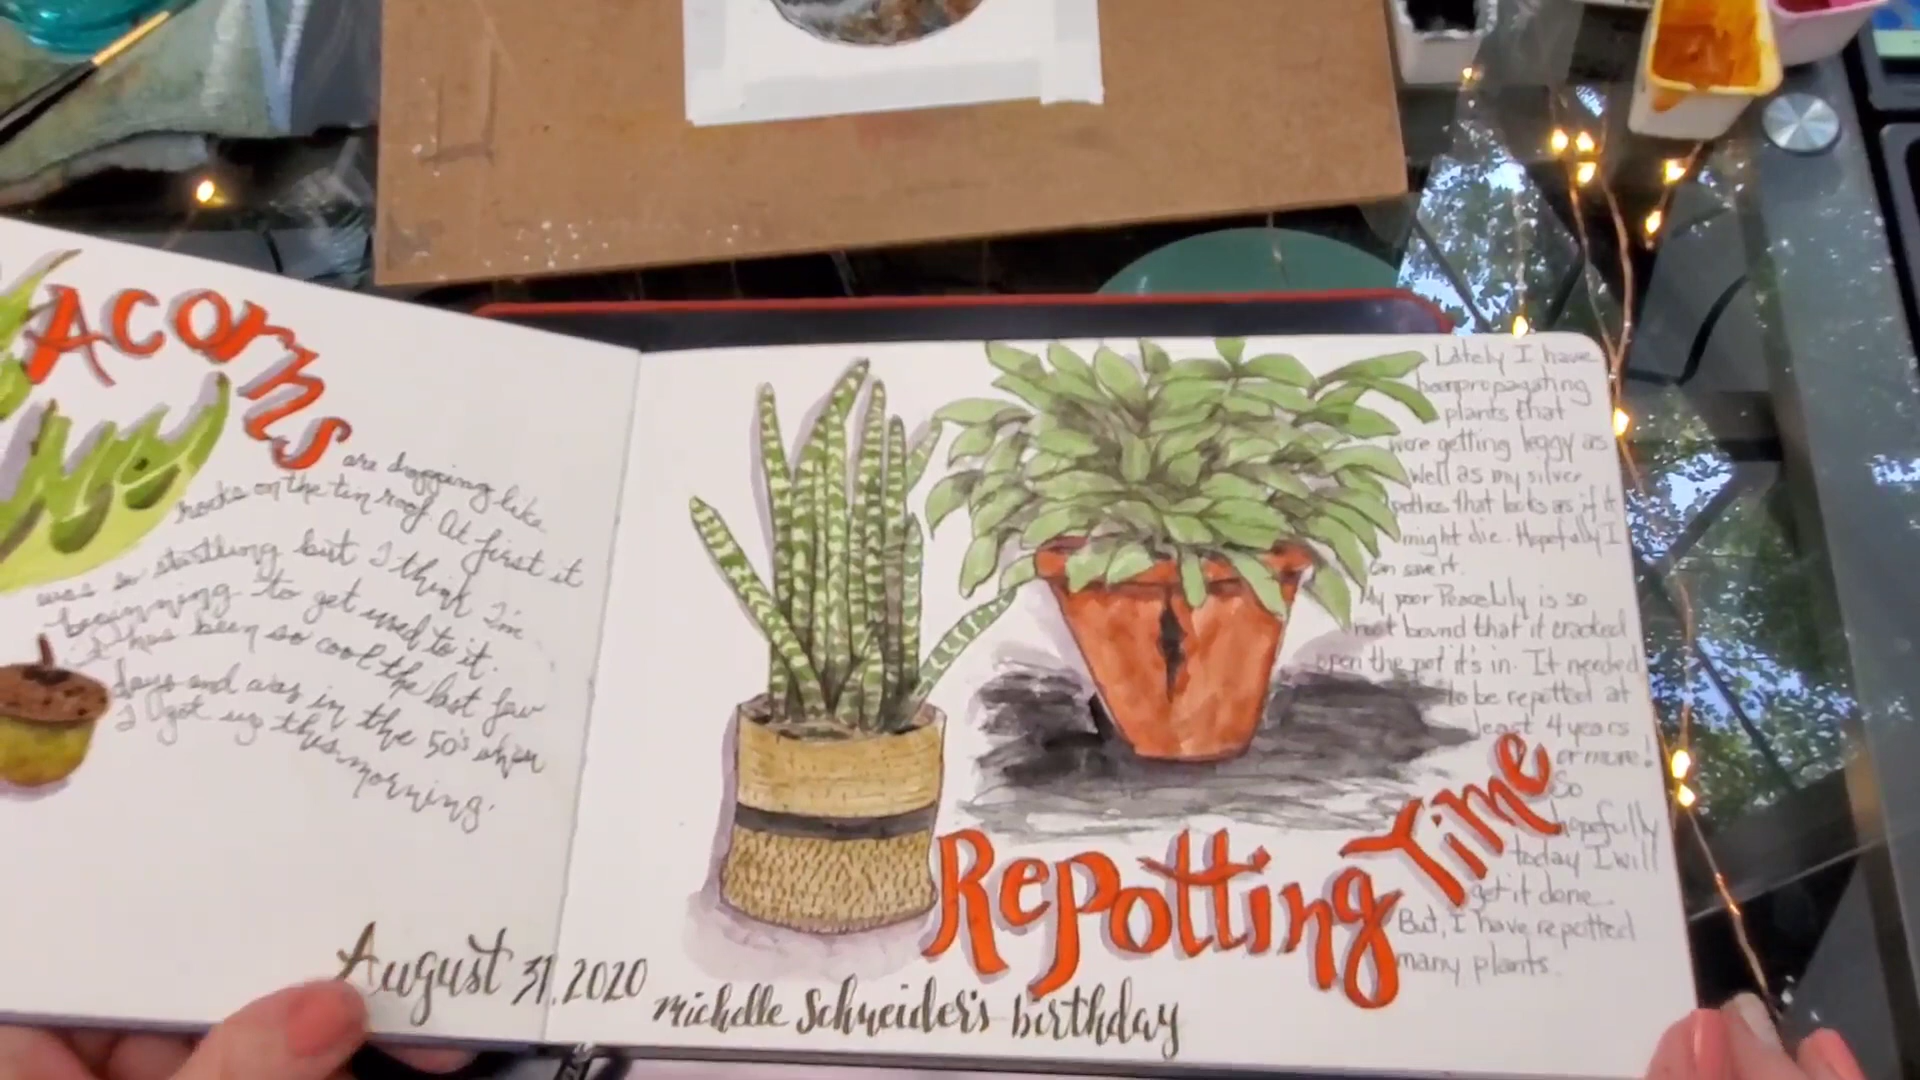 Acorns
are dropping like
rocks on the tin roof. At first it
was so startling but I think I'm
beginning to get used to it.
It has been so cool the last few
days and was in the 50's when
I got up this morning.
August 31, 2020
Lately I have
been propagating
plants that
were getting leggy as
well as my silver
pothos that looks as if it
might die. Hopefully I
can save it.
My poor Peace Lily is so
root bound that it cracked
open the pot it's in. It needed
to be repotted at
least 4 years
or more!
So
hopefully
today I will
get it done.
But, I have repotted
many plants.
Repotting Time
Michelle Schneider's birthday